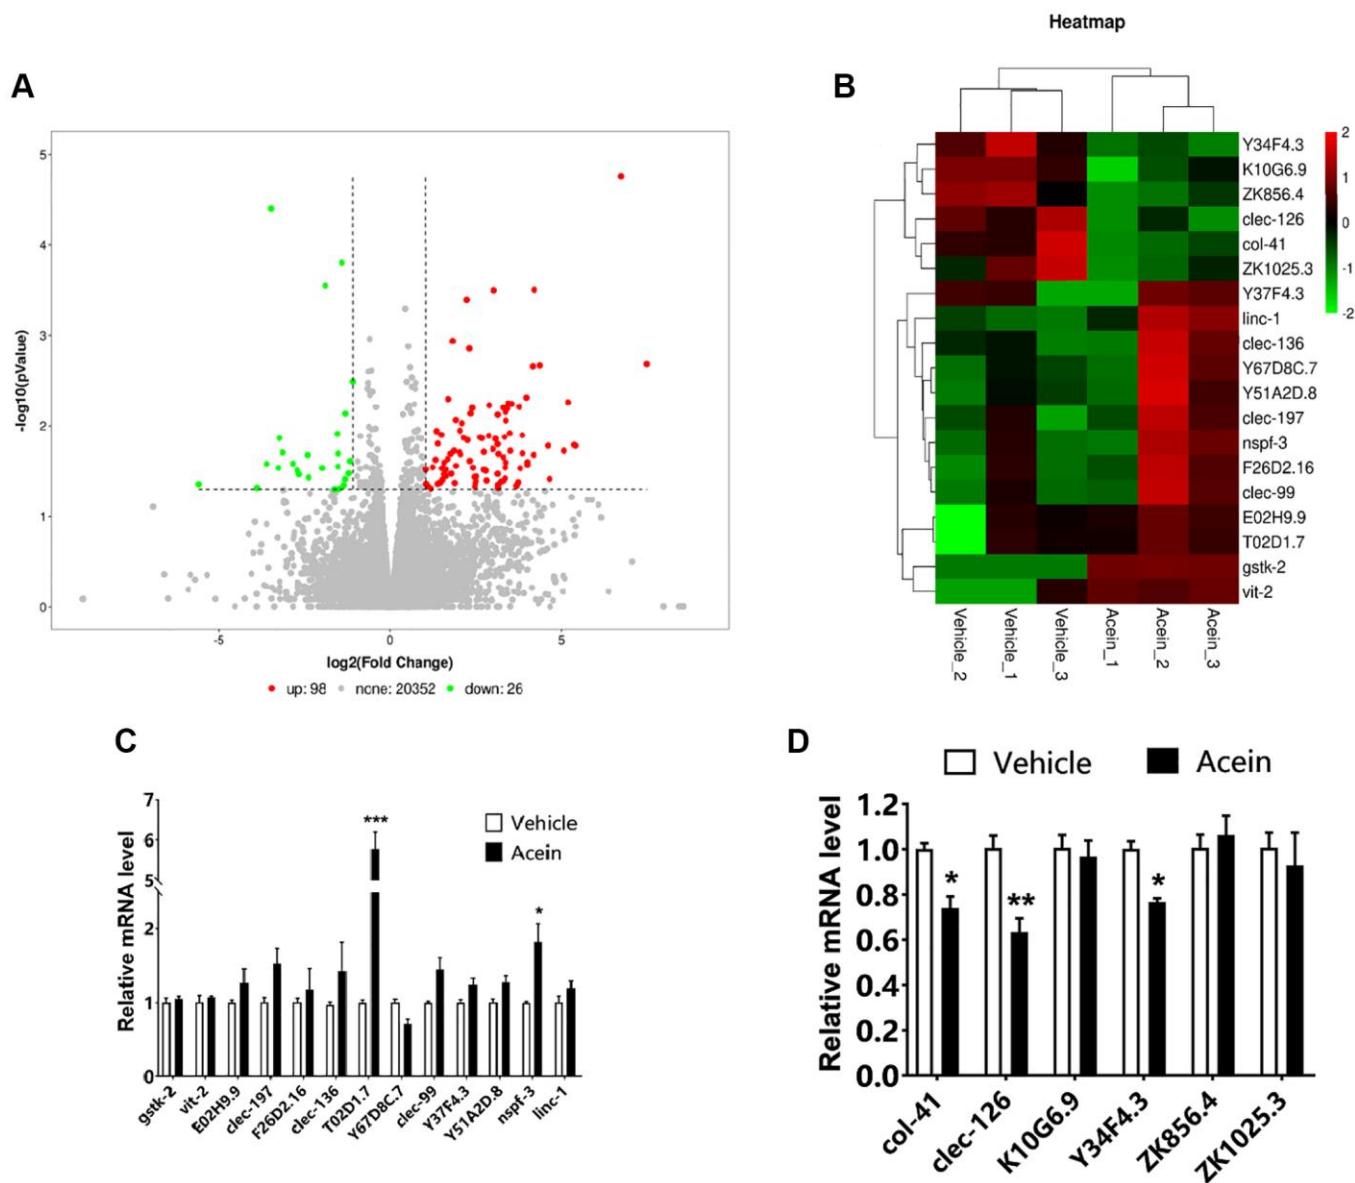 Heatmap
A
B
-log10(pValue)
5
4
3
2
1
0
-5
0
5
log2(Fold Change)
up: 98 none: 20352 down: 26
2
1
0
-1
-2
Y34F4.3
K10G6.9
ZK856.4
clec-126
col-41
ZK1025.3
Y37F4.3
linc-1
clec-136
Y67D8C.7
Y51A2D.8
clec-197
nspf-3
F26D2.16
clec-99
E02H9.9
T02D1.7
gstk-2
vit-2
Vehicle_2
Vehicle_1
Vehicle_3
Acein_1
Acein_2
Acein_3
C
Relative mRNA level
7
6
5
2
1
0
***
*
Vehicle
Acein
gstk-2
vit-2
E02H9.9
clec-197
F26D2.16
clec-136
T02D1.7
Y67D8C.7
clec-99
Y37F4.3
Y51A2D.8
nspf-3
linc-1
D
Vehicle Acein
Relative mRNA level
1.2
1.0
0.8
0.6
0.4
0.2
0.0
*
**
*
col-41
clec-126
K10G6.9
Y34F4.3
ZK856.4
ZK1025.3